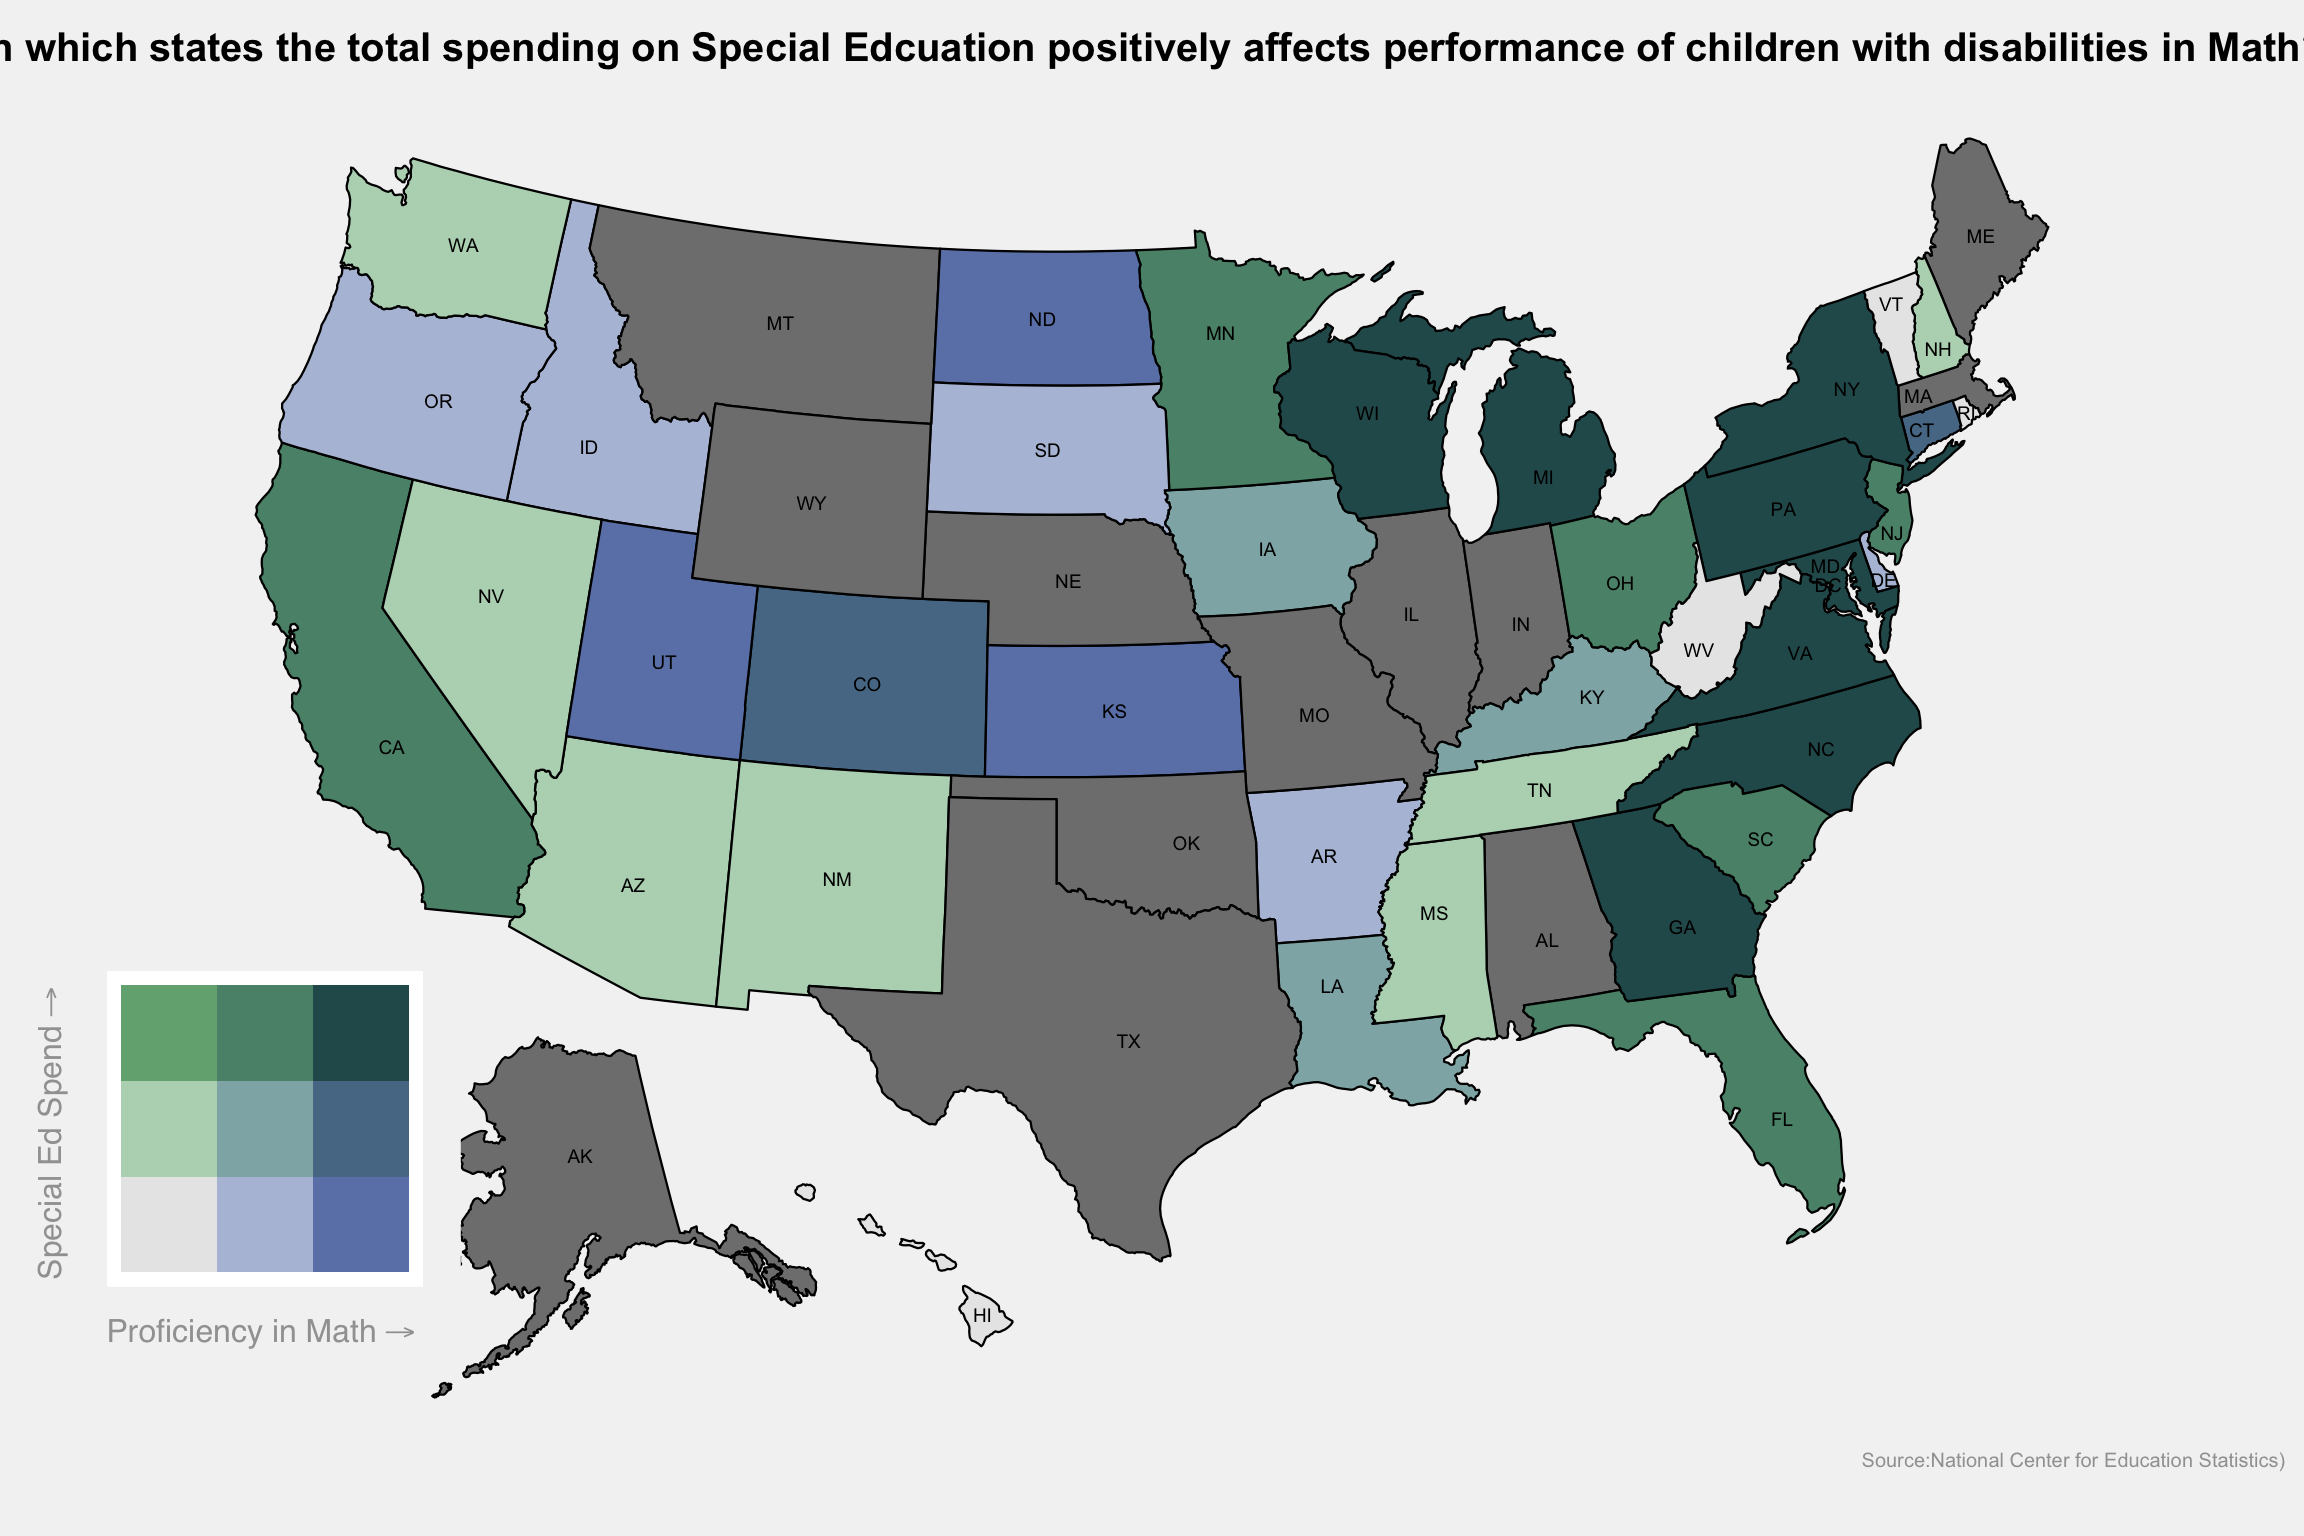 which states the total spending on Special Edcuation positively affects performance of children with disabilities in Math
WA
MT
ND
MN
ME
VT
NH
OR
ID
SD
WI
MI
NY
MA
RI
CT
WY
IA
PA
NJ
NV
NE
IL
IN
OH
MD
DE
DC
UT
CO
KS
MO
KY
WV
VA
CA
OK
TN
NC
AZ
NM
AR
SC
MS
AL
GA
TX
LA
FL
AK
HI
Special Ed Spend →
Proficiency in Math →
Source:National Center for Education Statistics)